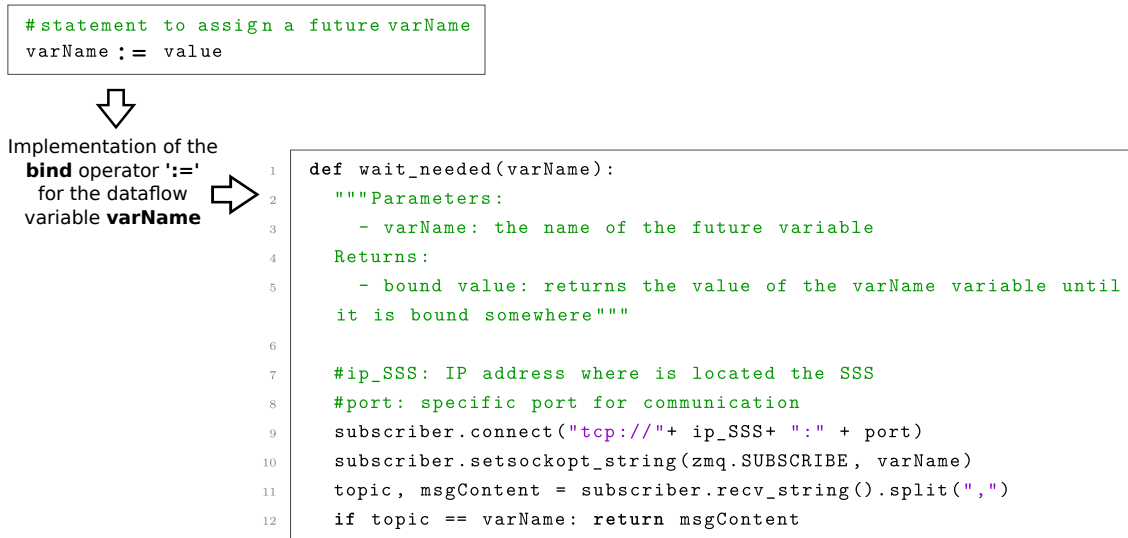 #statement to assign a future varName
varName := value
Implementation of the
bind operator ':='
for the dataflow
variable varName
1 def wait_needed(varName):
2 """Parameters:
3 - varName: the name of the future variable
4 Returns:
5 - bound value: returns the value of the varName variable until
it is bound somewhere"""
6
7 #ip_SSS: IP address where is located the SSS
8 #port: specific port for communication
9 subscriber.connect("tcp://"+ ip_SSS+ ":" + port)
10 subscriber.setsockopt_string(zmq.SUBSCRIBE, varName)
11 topic, msgContent = subscriber.recv_string().split(",")
12 if topic == varName: return msgContent